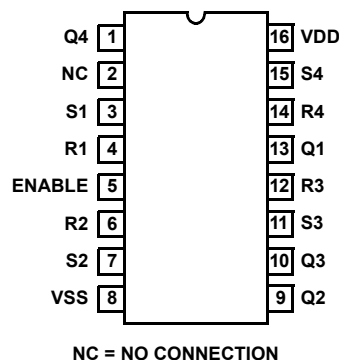 Q4 1 16 VDD
NC 2 15 S4
S1 3 14 R4
R1 4 13 Q1
ENABLE 5 12 R3
R2 6 11 S3
S2 7 10 Q3
VSS 8 9 Q2
NC = NO CONNECTION